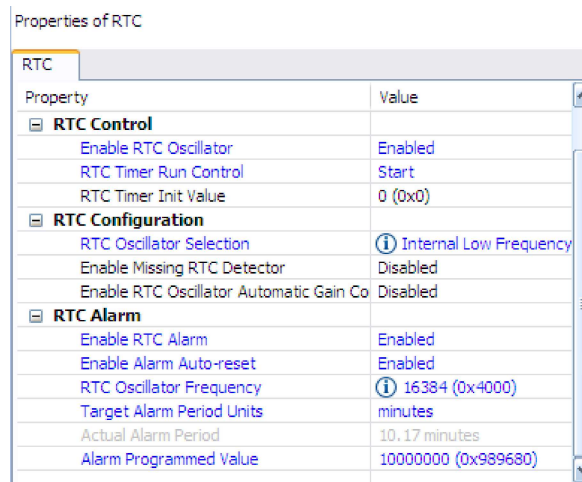 Properties of RTC
RTC
Property Value
RTC Control
Enable RTC Oscillator Enabled
RTC Timer Run Control Start
RTC Timer Init Value 0 (0x0)
RTC Configuration
RTC Oscillator Selection Internal Low Frequency
Enable Missing RTC Detector Disabled
Enable RTC Oscillator Automatic Gain Co Disabled
RTC Alarm
Enable RTC Alarm Enabled
Enable Alarm Auto-reset Enabled
RTC Oscillator Frequency 16384 (0x4000)
Target Alarm Period Units minutes
Actual Alarm Period 10.17 minutes
Alarm Programmed Value 10000000 (0x989680)